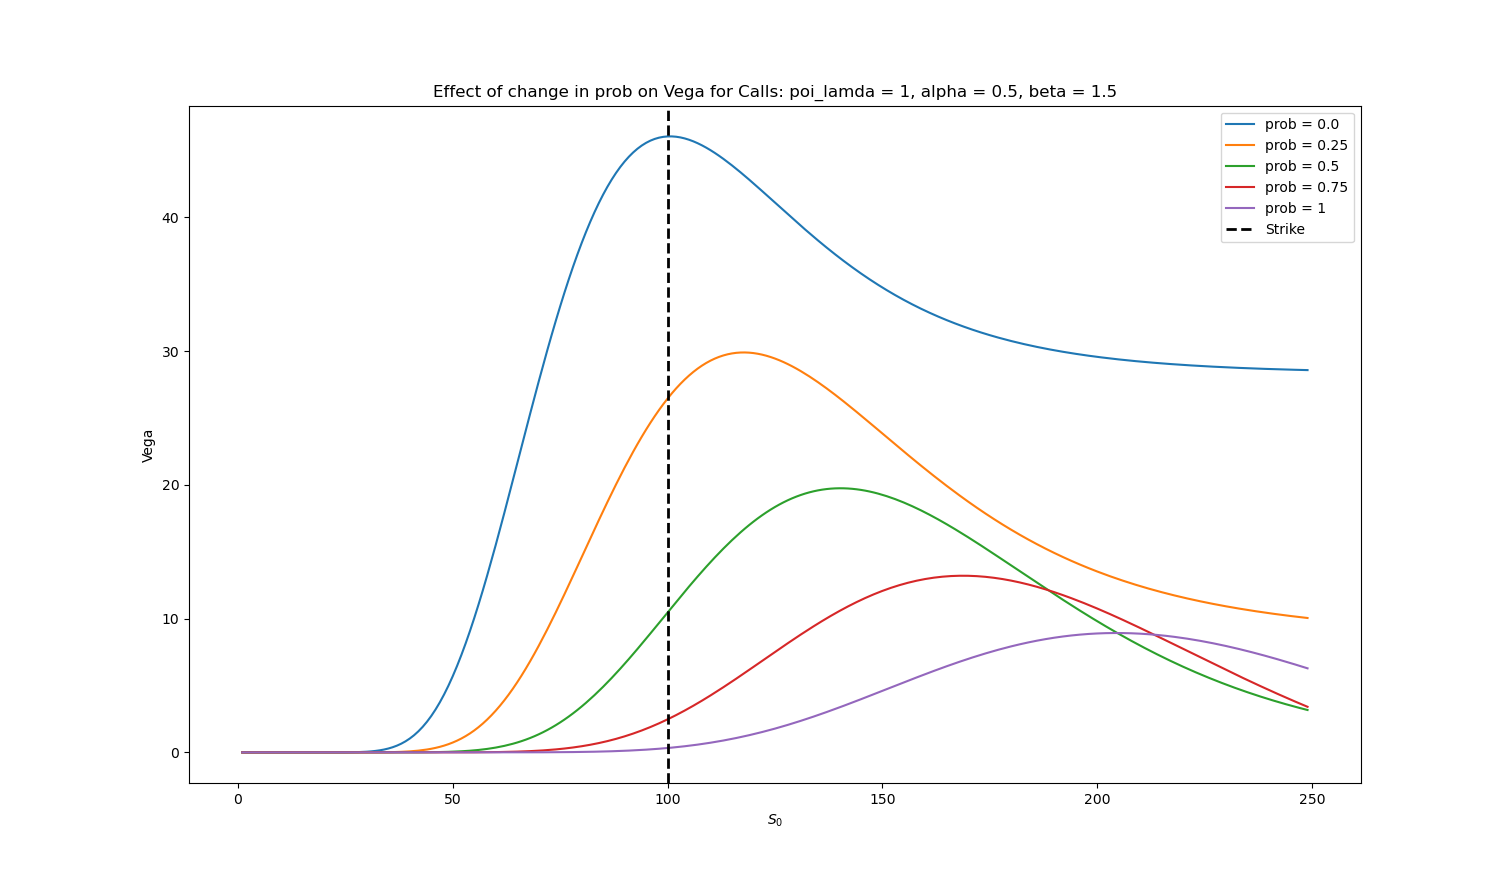 Effect of change in prob on Vega for Calls: poi_lamda = 1, alpha = 0.5, beta = 1.5
prob = 0.0
prob = 0.25
prob = 0.5
prob = 0.75
prob = 1
Strike
40
30
20
10
0
Vega
0
50
100
150
200
250
S₀